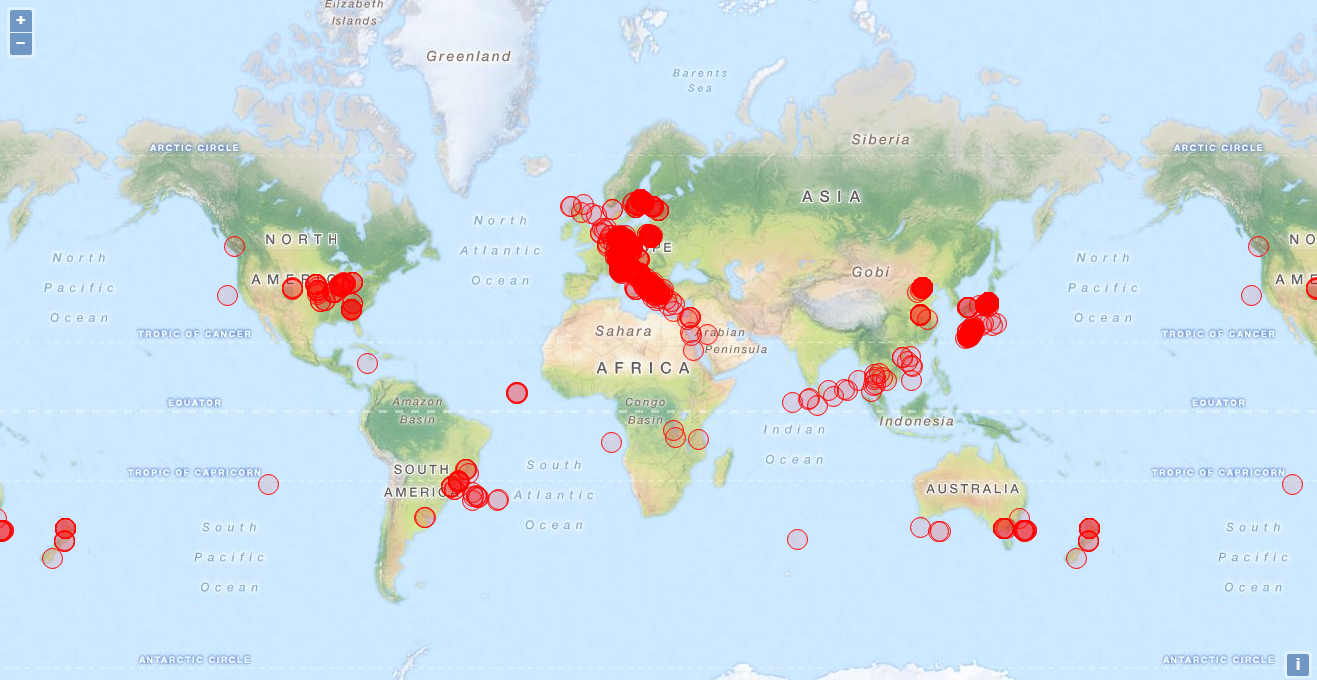 Elizabeth
Islands
+
−
Greenland
Barents
Sea
Siberia
ARCTIC CIRCLE
ARCTIC CIRCLE
ASIA
North
Atlantic
Ocean
NORTH
AMERIC
PE
NO
AME
North
Pacific
Ocean
Gobi
North
Pacific
Ocean
TROPIC OF CANCER
Sahara
Arabian
Peninsula
TROPIC OF CANCER
AFRICA
EQUATOR
Amazon
Basin
Congo
Basin
EQUATOR
Indian
Ocean
Indonesia
TROPIC OF CAPRICORN
SOUTH
AMERIC
South
Atlantic
Ocean
AUSTRALIA
TROPIC OF CAPRICORN
South
Pacific
Ocean
South
Pacific
Ocean
ANTARCTIC CIRCLE
ANTARCTIC CIRCLE
i